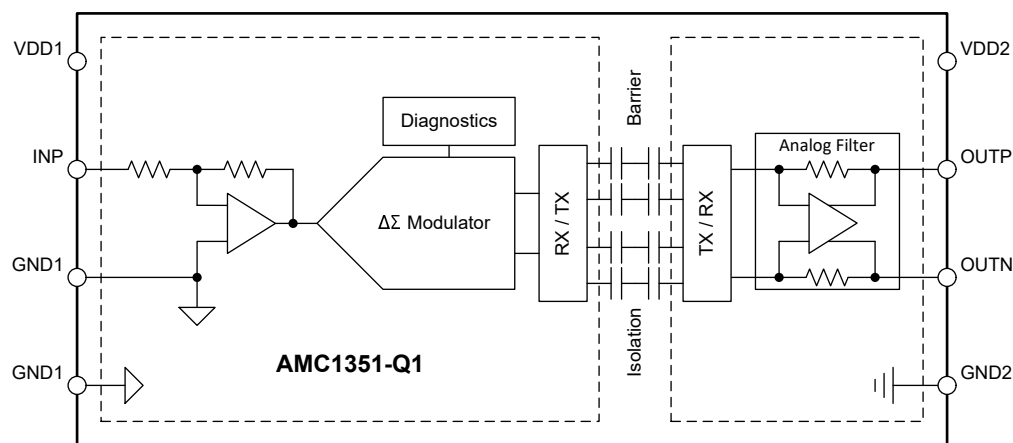 VDD1
VDD2
Diagnostics
Barrier
Analog Filter
INP
OUTP
ΔΣ Modulator
RX / TX
TX / RX
GND1
OUTN
AMC1351-Q1
Isolation
GND1
GND2